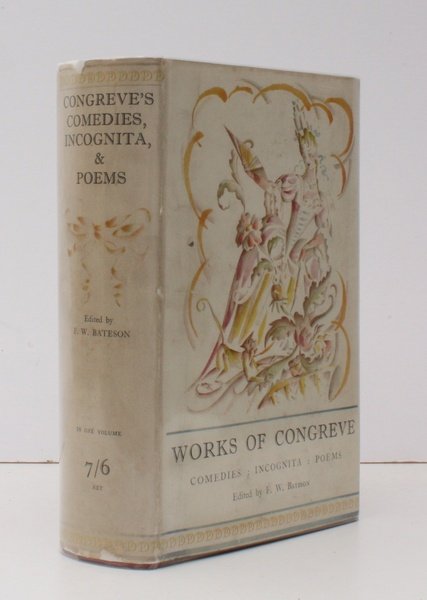 CONGREVE'S
COMEDIES,
INCOGNITA,
&
POEMS
Edited by
F. W. BATESON
IN ONE VOLUME
7/6
NET
WORKS OF CONGREVE
COMEDIES : INCOGNITA : POEMS
Edited by F. W. BATESON